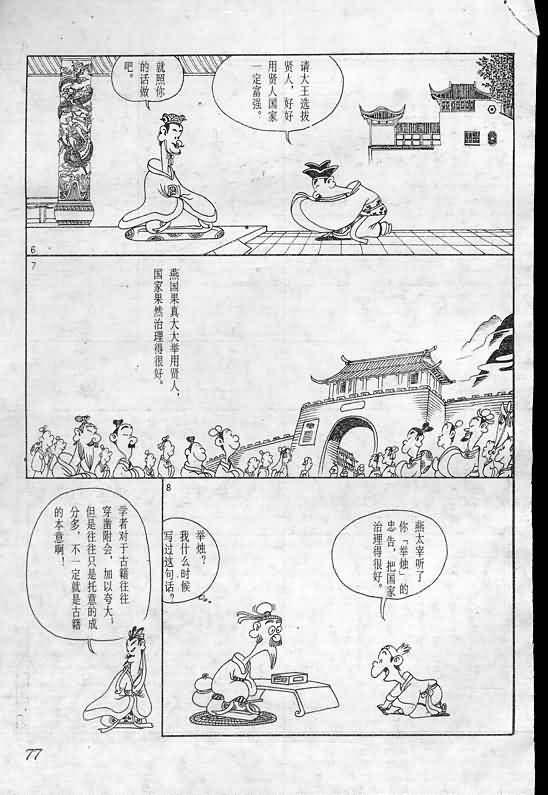 请大王选拔
贤人，好好
用贤人国家
一定富强。
就照你
的话做
吧。
6
7
燕国果真大大举用贤人，
国家果然治理得很好。
8
燕太宰听了
你「举烛」的
忠告，把国家
治理得很好。
举烛？
我什么时候
写过这句话？
学者对于古籍往往
穿凿附会，加以夸大；
但是往往只是托意的成
分多，不一定就是古籍
的本意啊！
77